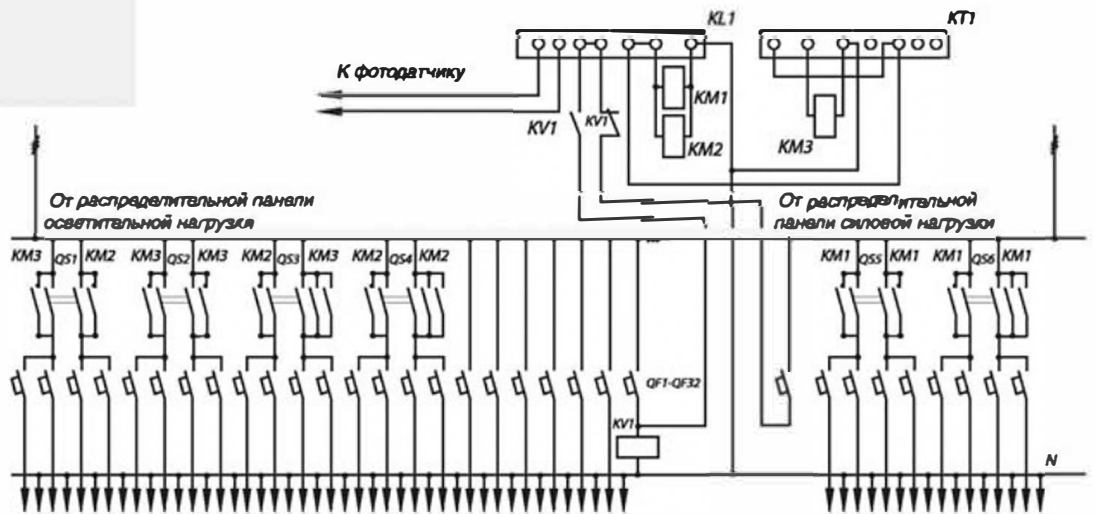 KL1
KT1
К фотодатчику
KV1
KV1
KM1
KM2
KM3
От распределительной панели
осветительной нагрузки
От распределительной
панели силовой нагрузки
KM3 QS1 KM2 KM3 QS2 KM3 KM2 QS3 KM3 KM2 QS4 KM2 KM1 QS5 KM1 KM1 QS6 KM1
QF1-QF32
KV1
N